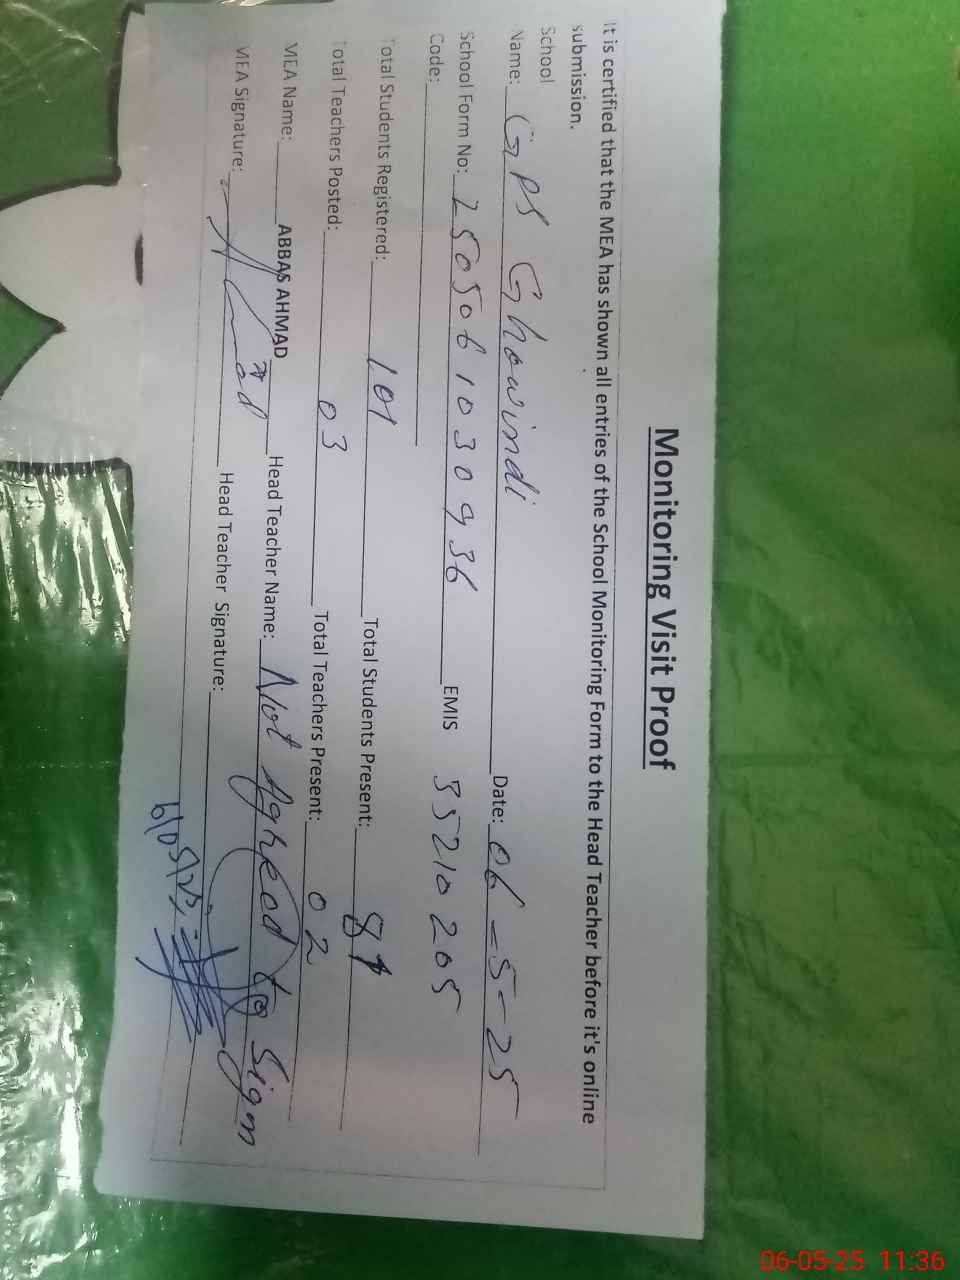 Monitoring Visit Proof
It is certified that the MEA has shown all entries of the School Monitoring Form to the Head Teacher before it's online
submission.
School
Name: GPS Ghowindi Date: 06-5-25
School Form No: 2505061030936 EMIS 35210205
Code:
Total Students Registered: 101 Total Students Present:
Total Teachers Posted: 03 Total Teachers Present: 02
MEA Name: ABBAS AHMAD Head Teacher Name: Not Agreed to Sign
MEA Signature: Head Teacher Signature:
6/05/25
06-05-25 11:36